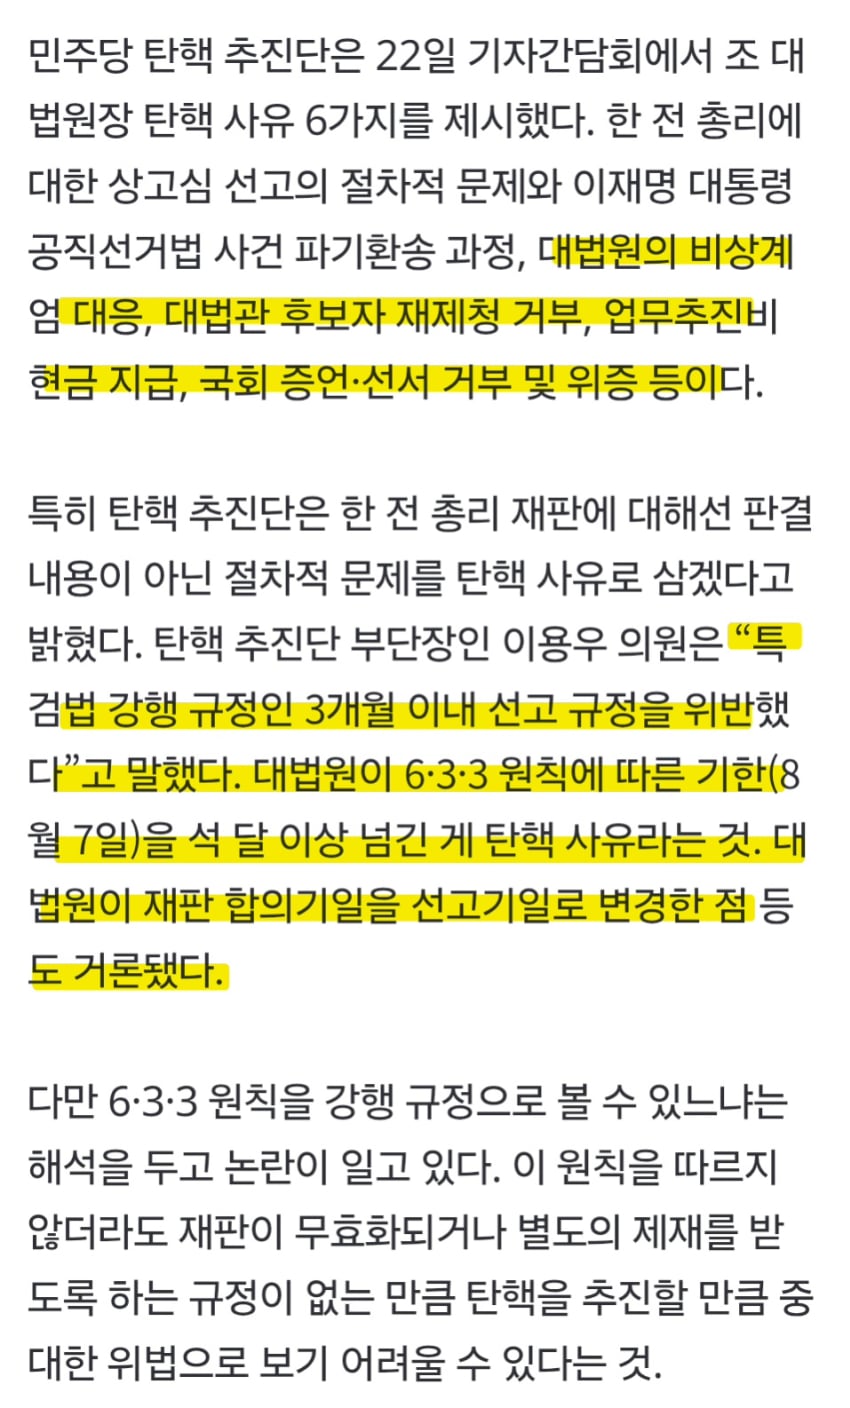 민주당 탄핵 추진단은 22일 기자간담회에서 조 대
법원장 탄핵 사유 6가지를 제시했다. 한 전 총리에
대한 상고심 선고의 절차적 문제와 이재명 대통령
공직선거법 사건 파기환송 과정, 대법원의 비상계
엄 대응, 대법관 후보자 재제청 거부, 업무추진비
현금 지급, 국회 증언·선서 거부 및 위증 등이다.
특히 탄핵 추진단은 한 전 총리 재판에 대해선 판결
내용이 아닌 절차적 문제를 탄핵 사유로 삼겠다고
밝혔다. 탄핵 추진단 부단장인 이용우 의원은 “특
검법 강행 규정인 3개월 이내 선고 규정을 위반했
다”고 말했다. 대법원이 6·3·3 원칙에 따른 기한(8
월 7일)을 석 달 이상 넘긴 게 탄핵 사유라는 것. 대
법원이 재판 합의기일을 선고기일로 변경한 점 등
도 거론됐다.
다만 6·3·3 원칙을 강행 규정으로 볼 수 있느냐는
해석을 두고 논란이 일고 있다. 이 원칙을 따르지
않더라도 재판이 무효화되거나 별도의 제재를 받
도록 하는 규정이 없는 만큼 탄핵을 추진할 만큼 중
대한 위법으로 보기 어려울 수 있다는 것.